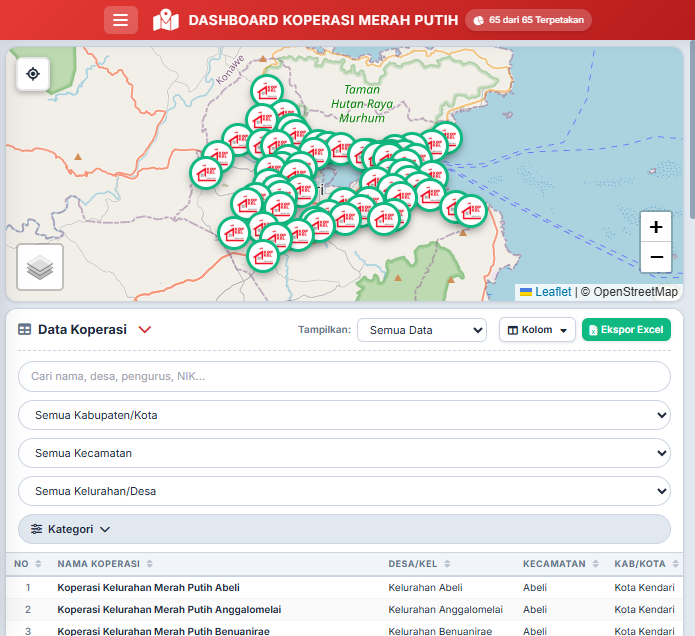 DASHBOARD KOPERASI MERAH PUTIH
65 dari 65 Terpetakan
Konawe
Taman
Hutan Raya
Murhum
+
−
Leaflet | © OpenStreetMap
Data Koperasi
Tampilkan:
Semua Data
Kolom
Ekspor Excel
Cari nama, desa, pengurus, NIK...
Semua Kabupaten/Kota
Semua Kecamatan
Semua Kelurahan/Desa
Kategori
NO NAMA KOPERASI DESA/KEL KECAMATAN KAB/KOTA
1 Koperasi Kelurahan Merah Putih Abeli Kelurahan Abeli Abeli Kota Kendari
2 Koperasi Kelurahan Merah Putih Anggalomelai Kelurahan Anggalomelai Abeli Kota Kendari
3 Koperasi Kelurahan Merah Putih Benuanirae Kelurahan Benuanirae Abeli Kota Kendari